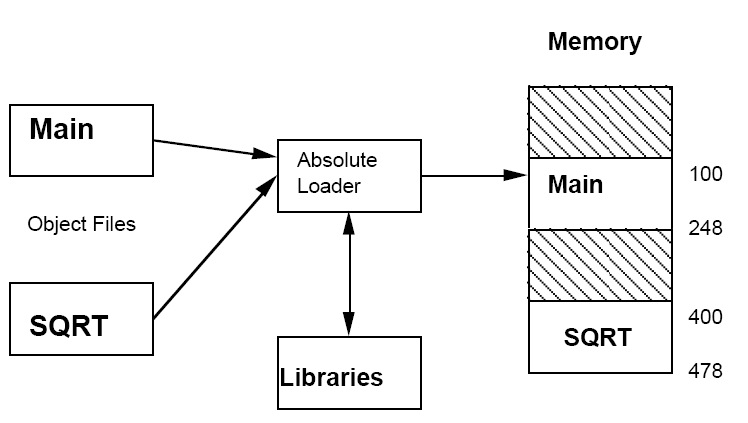 Memory
Main
Absolute
Loader
Object Files
SQRT
Libraries
Main
100
248
400
SQRT
478